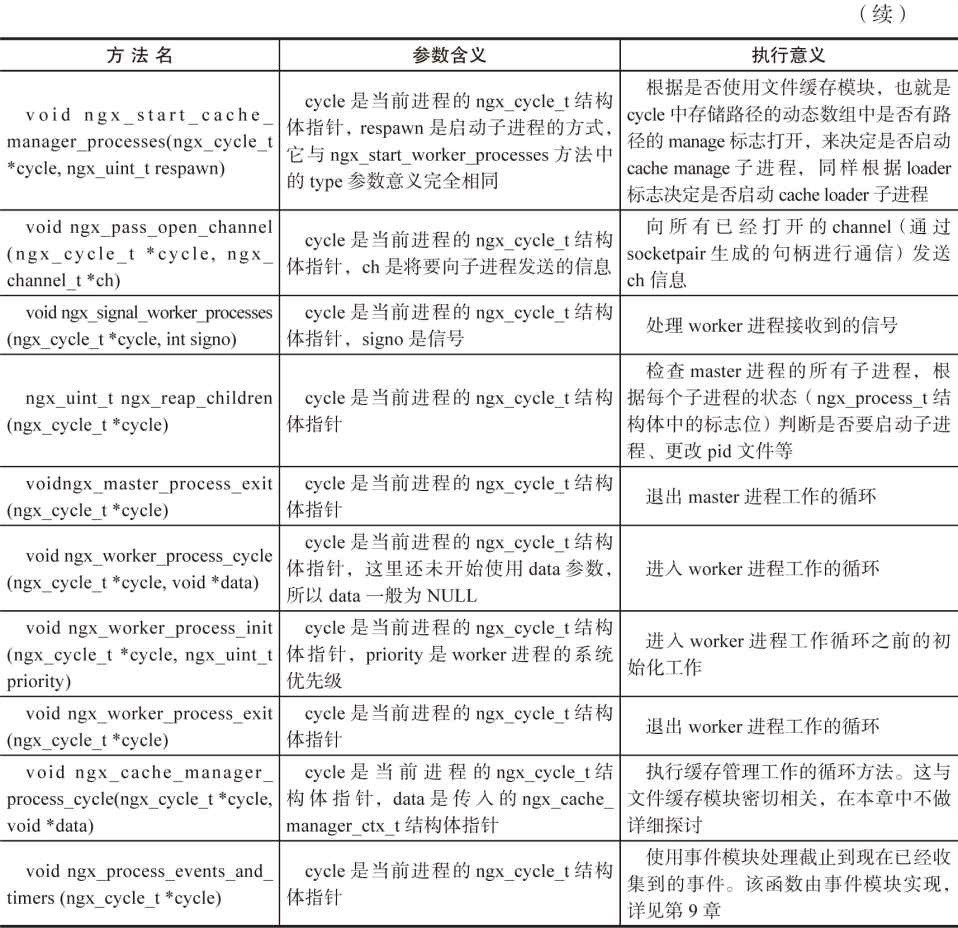 （续）
方 法 名
参数含义
执行意义
void ngx_start_cache_
manager_processes(ngx_cycle_t
*cycle, ngx_uint_t respawn)
cycle 是当前进程的 ngx_cycle_t 结构
体指针，respawn 是启动子进程的方式，
它与 ngx_start_worker_processes 方法中
的 type 参数意义完全相同
根据是否使用文件缓存模块，也就是
cycle 中存储路径的动态数组中是否有路
径的 manage 标志打开，来决定是否启动
cache manage 子进程，同样根据 loader
标志决定是否启动 cache loader 子进程
void ngx_pass_open_channel
(ngx_cycle_t *cycle, ngx_
channel_t *ch)
cycle 是当前进程的 ngx_cycle_t 结构
体指针，ch 是将要向子进程发送的信息
向所有已经打开的 channel（通过
socketpair 生成的句柄进行通信）发送
ch 信息
void ngx_signal_worker_processes
(ngx_cycle_t *cycle, int signo)
cycle 是当前进程的 ngx_cycle_t 结构
体指针，signo 是信号
处理 worker 进程接收到的信号
ngx_uint_t ngx_reap_children
(ngx_cycle_t *cycle)
cycle 是当前进程的 ngx_cycle_t 结构
体指针
检查 master 进程的所有子进程，根
据每个子进程的状态（ngx_process_t 结
构体中的标志位）判断是否要启动子进
程、更改 pid 文件等
voidngx_master_process_exit
(ngx_cycle_t *cycle)
cycle 是当前进程的 ngx_cycle_t 结构
体指针
退出 master 进程工作的循环
void ngx_worker_process_cycle
(ngx_cycle_t *cycle, void *data)
cycle 是当前进程的 ngx_cycle_t 结构
体指针，这里还未开始使用 data 参数，
所以 data 一般为 NULL
进入 worker 进程工作的循环
void ngx_worker_process_init
(ngx_cycle_t *cycle, ngx_uint_t
priority)
cycle 是当前进程的 ngx_cycle_t 结构
体指针，priority 是 worker 进程的系统
优先级
进入 worker 进程工作循环之前的初
始化工作
void ngx_worker_process_exit
(ngx_cycle_t *cycle)
cycle 是当前进程的 ngx_cycle_t 结构
体指针
退出 worker 进程工作的循环
void ngx_cache_manager_
process_cycle(ngx_cycle_t *cycle,
void *data)
cycle 是当前进程的 ngx_cycle_t 结
构体指针，data 是传入的 ngx_cache_
manager_ctx_t 结构体指针
执行缓存管理工作的循环方法。这与
文件缓存模块密切相关，在本章中不做
详细探讨
void ngx_process_events_and_
timers (ngx_cycle_t *cycle)
cycle 是当前进程的 ngx_cycle_t 结构
体指针
使用事件模块处理截止到现在已经收
集到的事件。该函数由事件模块实现，
详见第 9 章